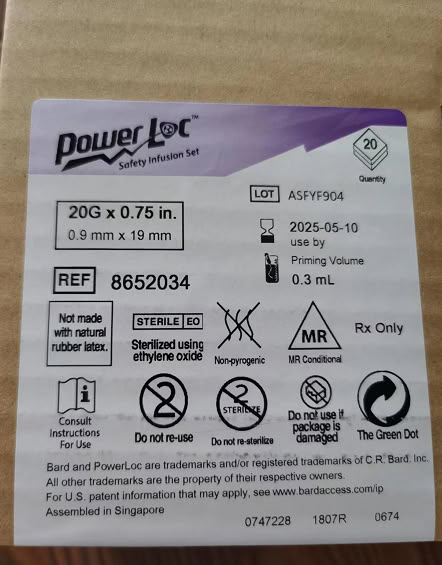 PowerLoc™
Safety Infusion Set
20
Quantity
20G x 0.75 in.
0.9 mm x 19 mm
LOT ASFYF904
2025-05-10
use by
Priming Volume
0.3 mL
REF 8652034
Not made
with natural
rubber latex.
STERILE EO
Sterilized using
ethylene oxide
Non-pyrogenic
MR
MR Conditional
Rx Only
i
Consult
Instructions
For Use
2
Do not re-use
2
STERILIZE
Do not re-sterilize
Do not use if
package is
damaged
The Green Dot
Bard and PowerLoc are trademarks and/or registered trademarks of C.R. Bard, Inc.
All other trademarks are the property of their respective owners.
For U.S. patent information that may apply, see www.bardaccess.com/ip
Assembled in Singapore
0747228 1807R 0674